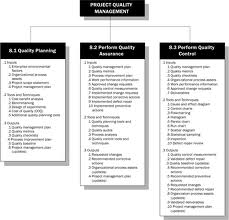 PROJECT QUALITY
MANAGEMENT
8.1 Quality Planning
.1 Inputs
.1 Enterprise environmental
factors
.2 Organizational process
assets
.3 Project scope statement
.4 Project management plan
.2 Tools and Techniques
.1 Cost-benefit analysis
.2 Benchmarking
.3 Design of experiments
.4 Cost of quality (COQ)
.5 Additional quality planning tools
.3 Outputs
.1 Quality management plan
.2 Quality metrics
.3 Quality checklists
.4 Process improvement plan
.5 Quality baseline
.6 Project management plan
(updates)
8.2 Perform Quality
Assurance
.1 Inputs
.1 Quality management plan
.2 Quality metrics
.3 Process improvement plan
.4 Work performance information
.5 Approved change requests
.6 Quality control measurements
.7 Implemented change requests
.8 Implemented corrective actions
.9 Implemented defect repair
.10 Implemented preventive
actions
.2 Tools and Techniques
.1 Quality planning tools and
techniques
.2 Quality audits
.3 Process analysis
.4 Quality control tools and
techniques
.3 Outputs
.1 Requested changes
.2 Recommended corrective
actions
.3 Organizational process assets
(updates)
.4 Project management plan
(updates)
8.3 Perform Quality
Control
.1 Inputs
.1 Quality management plan
.2 Quality metrics
.3 Quality checklists
.4 Organizational process assets
.5 Work performance information
.6 Approved change requests
.7 Deliverables
.2 Tools and Techniques
.1 Cause and effect diagram
.2 Control charts
.3 Flowcharting
.4 Histogram
.5 Pareto chart
.6 Run chart
.7 Scatter diagram
.8 Statistical sampling
.9 Inspection
.10 Defect repair review
.3 Outputs
.1 Quality control measurements
.2 Validated defect repair
.3 Quality baseline (updates)
.4 Recommended corrective
actions
.5 Recommended preventive
actions
.6 Requested changes
.7 Recommended defect repair
.8 Organization process assets
(updates)
.9 Validated deliverables
.10 Project management plan
(updates)